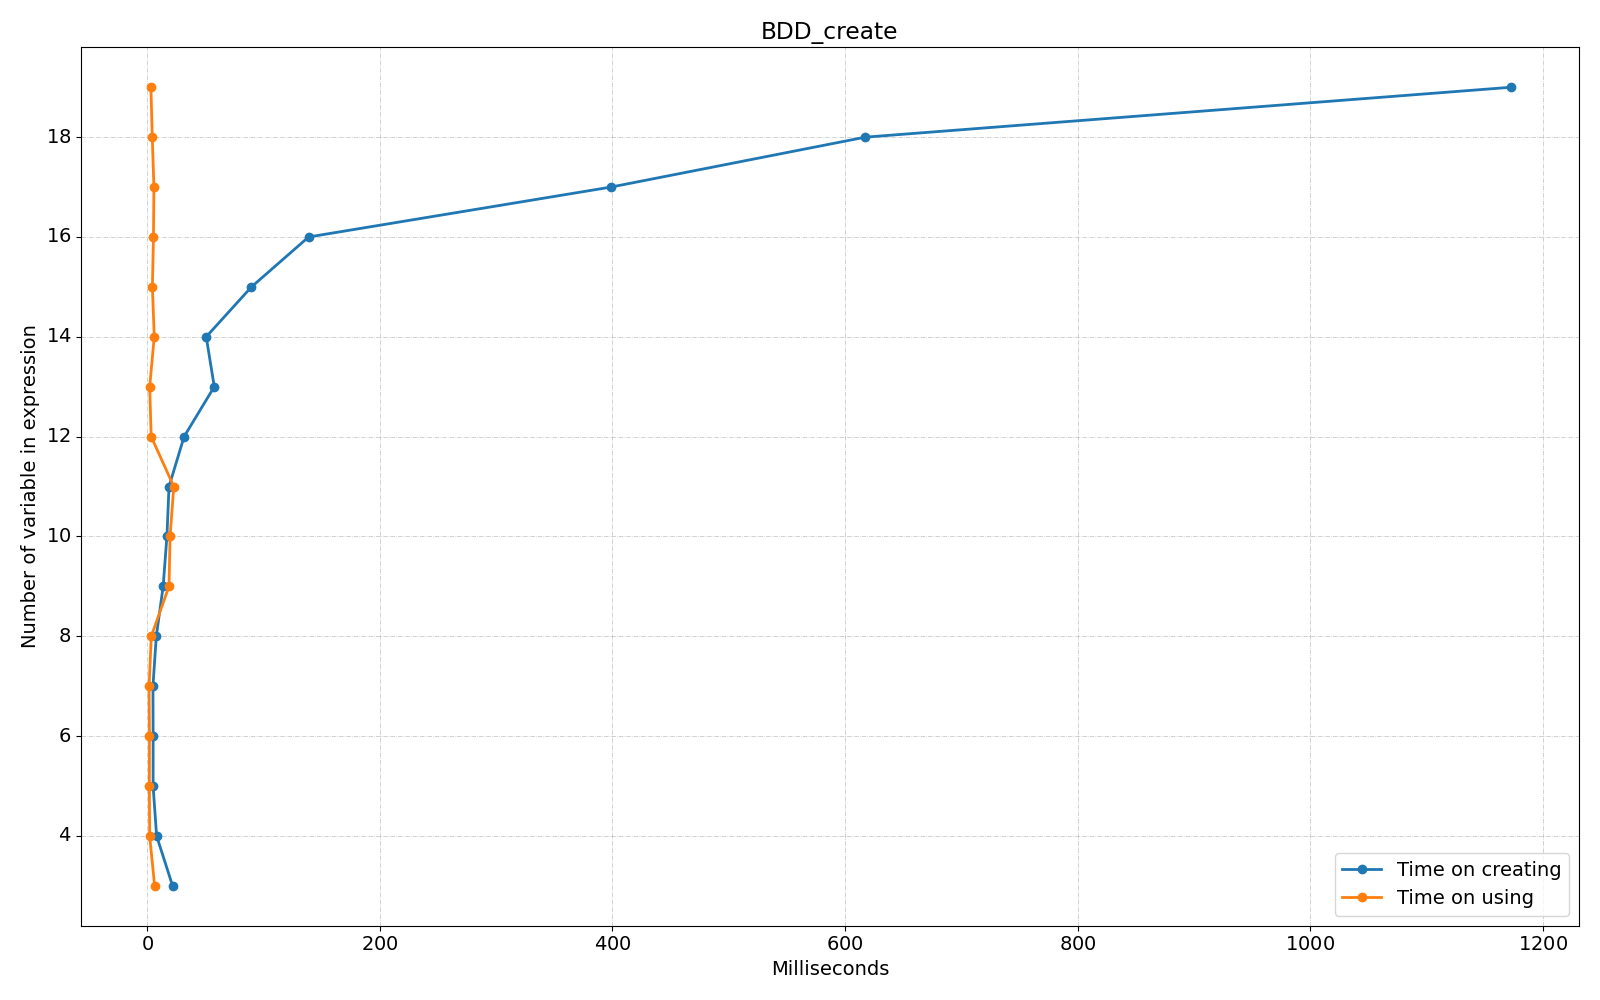 BDD_create
Number of variable in expression
18
16
14
12
10
8
6
4
0 200 400 600 800 1000 1200
Milliseconds
Time on creating
Time on using